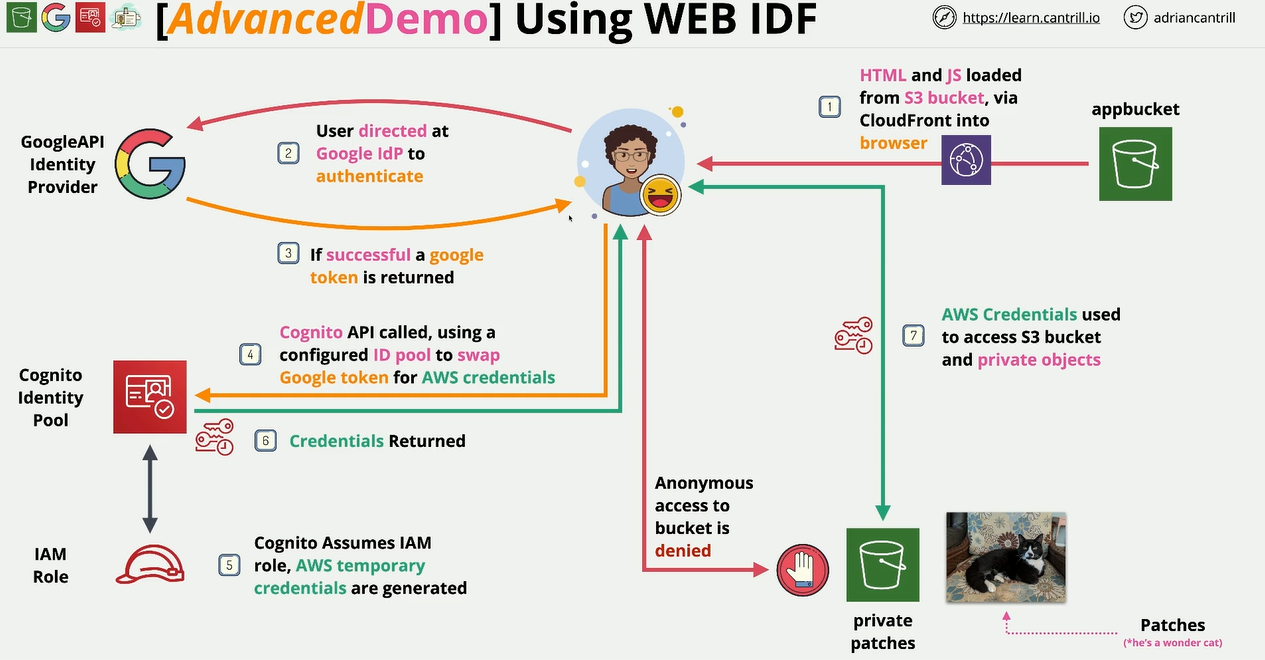 [AdvancedDemo] Using WEB IDF
https://learn.cantrill.io
adriancantrill
GoogleAPI
Identity
Provider
2
User directed at
Google IdP to
authenticate
1
HTML and JS loaded
from S3 bucket, via
CloudFront into
browser
appbucket
3
If successful a google
token is returned
4
Cognito API called, using a
configured ID pool to swap
Google token for AWS credentials
Cognito
Identity
Pool
6
Credentials Returned
7
AWS Credentials used
to access S3 bucket
and private objects
IAM
Role
5
Cognito Assumes IAM
role, AWS temporary
credentials are generated
Anonymous
access to
bucket is
denied
private
patches
Patches
(*he's a wonder cat)